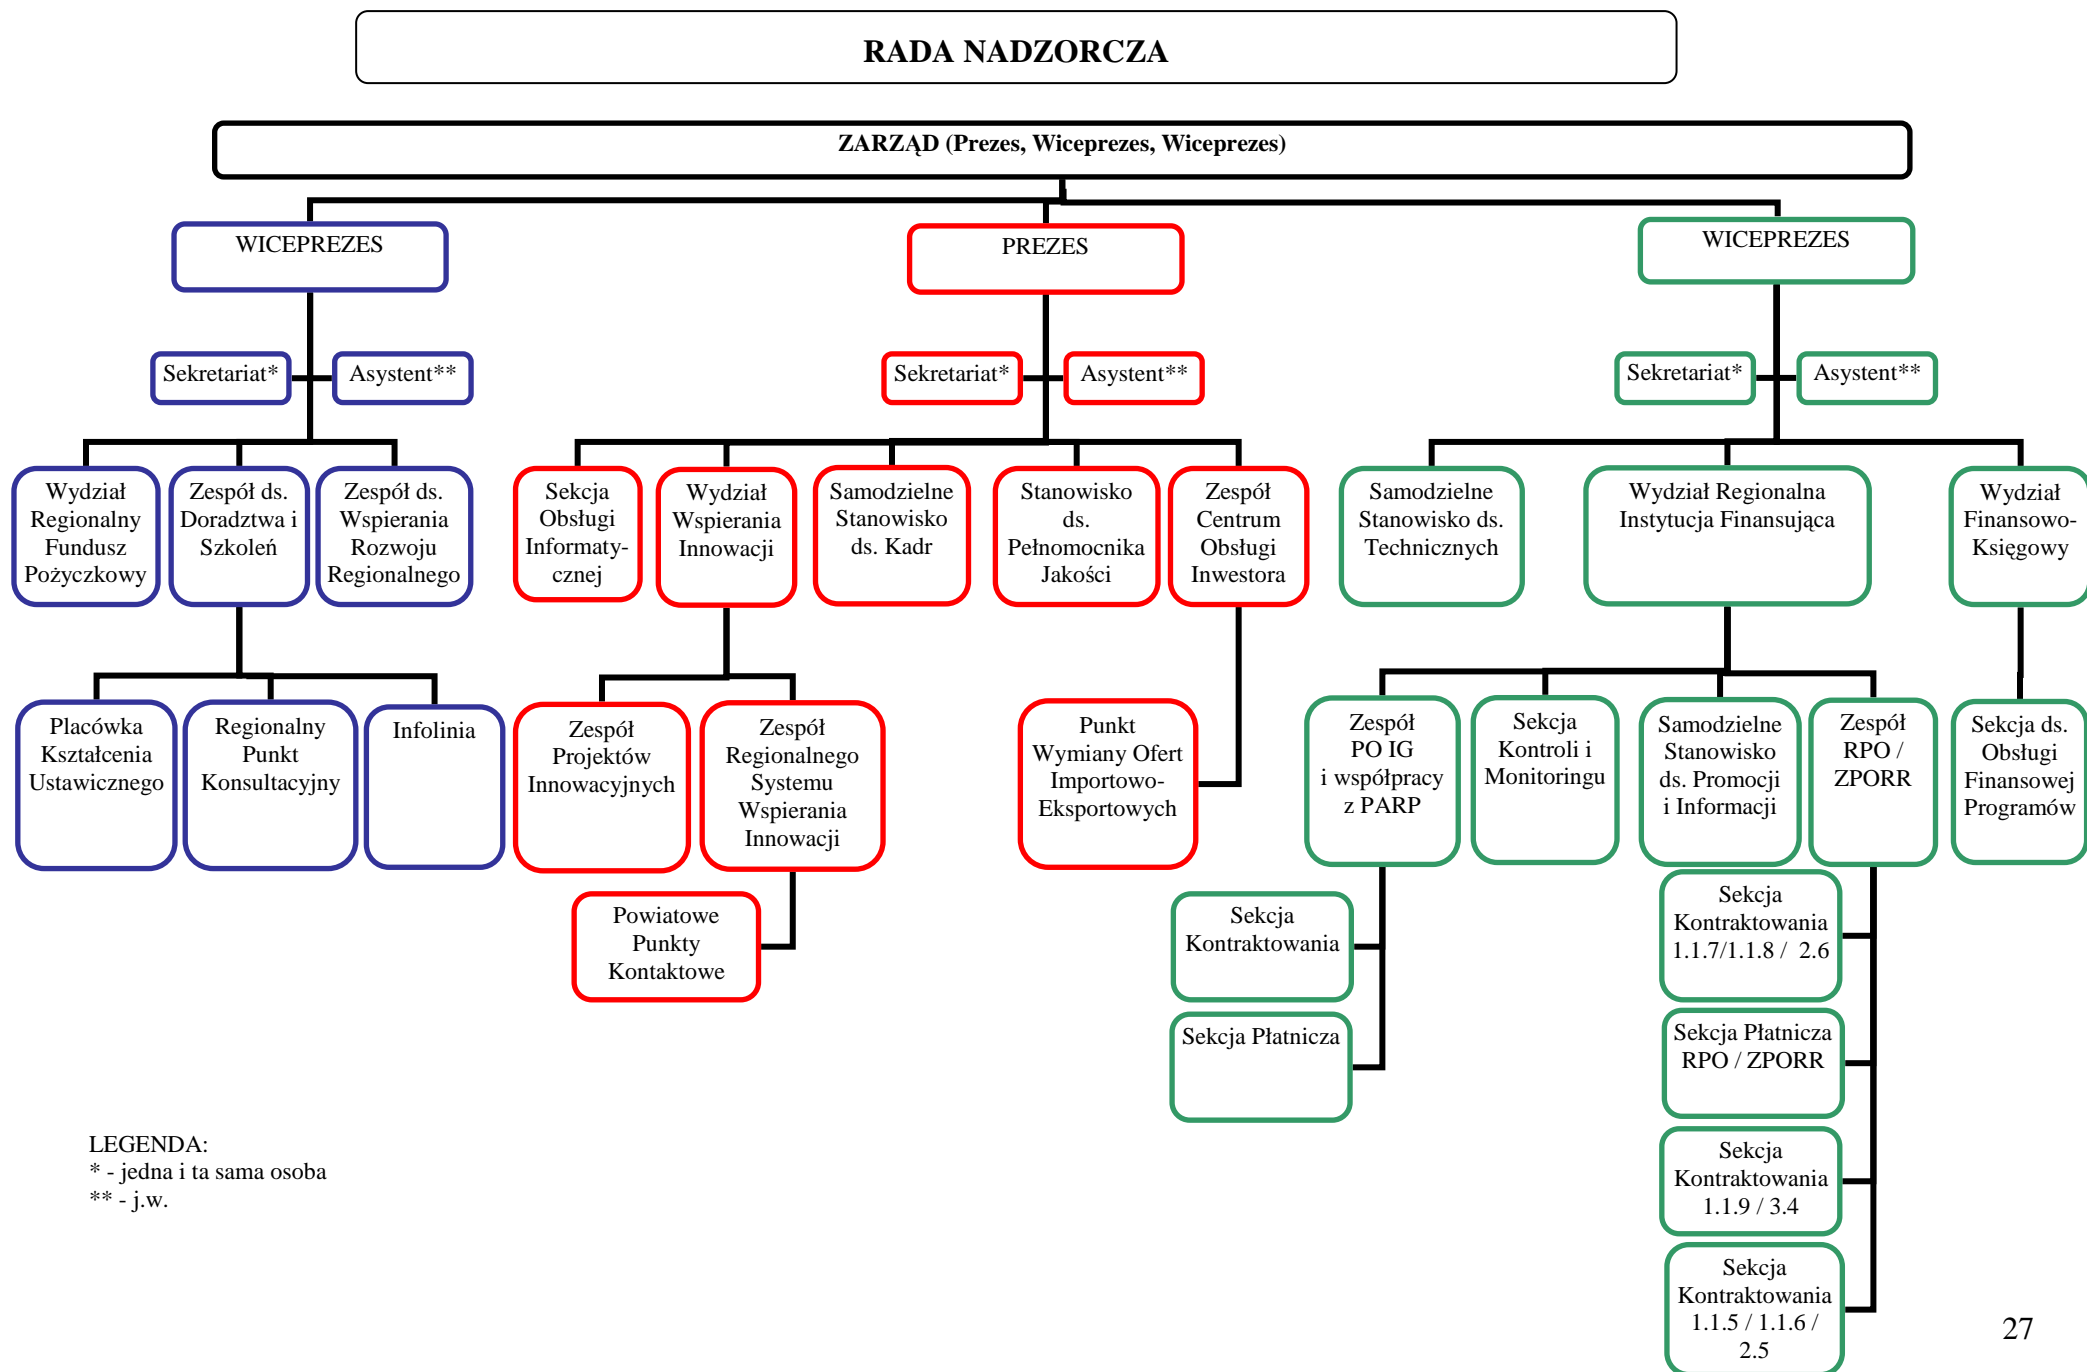 RADA NADZORCZA
ZARZĄD (Prezes, Wiceprezes, Wiceprezes)
WICEPREZES
PREZES
WICEPREZES
Sekretariat*
Asystent**
Sekretariat*
Asystent**
Sekretariat*
Asystent**
Wydział
Regionalny
Fundusz
Pożyczkowy
Zespół ds.
Doradztwa i
Szkoleń
Zespół ds.
Wspierania
Rozwoju
Regionalnego
Sekcja
Obsługi
Informaty-
cznej
Wydział
Wspierania
Innowacji
Samodzielne
Stanowisko
ds. Kadr
Stanowisko
ds.
Pełnomocnika
Jakości
Zespół
Centrum
Obsługi
Inwestora
Samodzielne
Stanowisko ds.
Technicznych
Wydział Regionalna
Instytucja Finansująca
Wydział
Finansowo-
Księgowy
Placówka
Kształcenia
Ustawicznego
Regionalny
Punkt
Konsultacyjny
Infolinia
Zespół
Projektów
Innowacyjnych
Zespół
Regionalnego
Systemu
Wspierania
Innowacji
Punkt
Wymiany Ofert
Importowo-
Eksportowych
Zespół
PO IG
i współpracy
z PARP
Sekcja
Kontroli i
Monitoringu
Samodzielne
Stanowisko
ds. Promocji
i Informacji
Zespół
RPO /
ZPORR
Sekcja ds.
Obsługi
Finansowej
Programów
Powiatowe
Punkty
Kontaktowe
Sekcja
Kontraktowania
Sekcja Płatnicza
Sekcja
Kontraktowania
1.1.7/1.1.8 / 2.6
Sekcja Płatnicza
RPO / ZPORR
Sekcja
Kontraktowania
1.1.9 / 3.4
Sekcja
Kontraktowania
1.1.5 / 1.1.6 /
2.5
LEGENDA:
* - jedna i ta sama osoba
** - j.w.
27